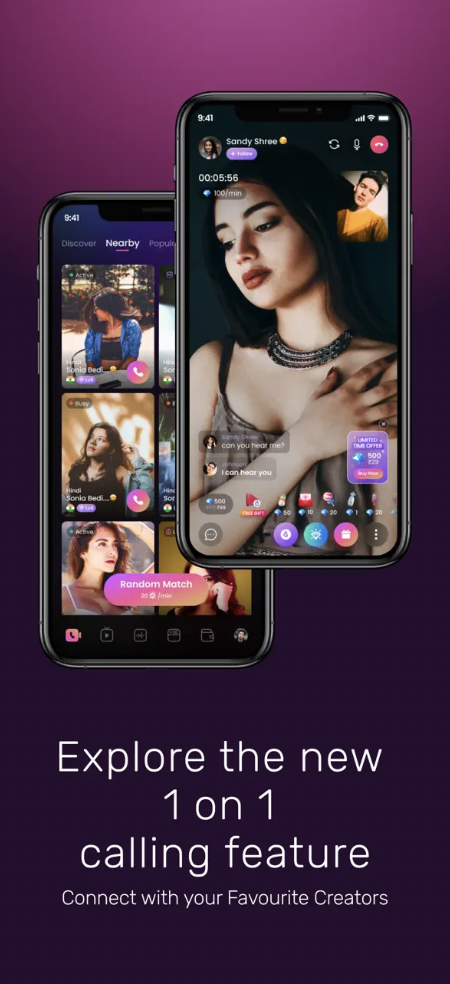 9:41
Sandy Shree
+ Follow
00:05:56
100/min
9:41
Discover Nearby
Active
Hindi
Sonia Bedi...
Busy
Hindi
Sonia Bedi...
Active
Random Match
20 /min
Sandy Shree
can you hear me?
I can hear you
LIMITED
TIME OFFER
500
Buy Now
FREE GIFT
50 10 20 1 20
Explore the new
1 on 1
calling feature
Connect with your Favourite Creators